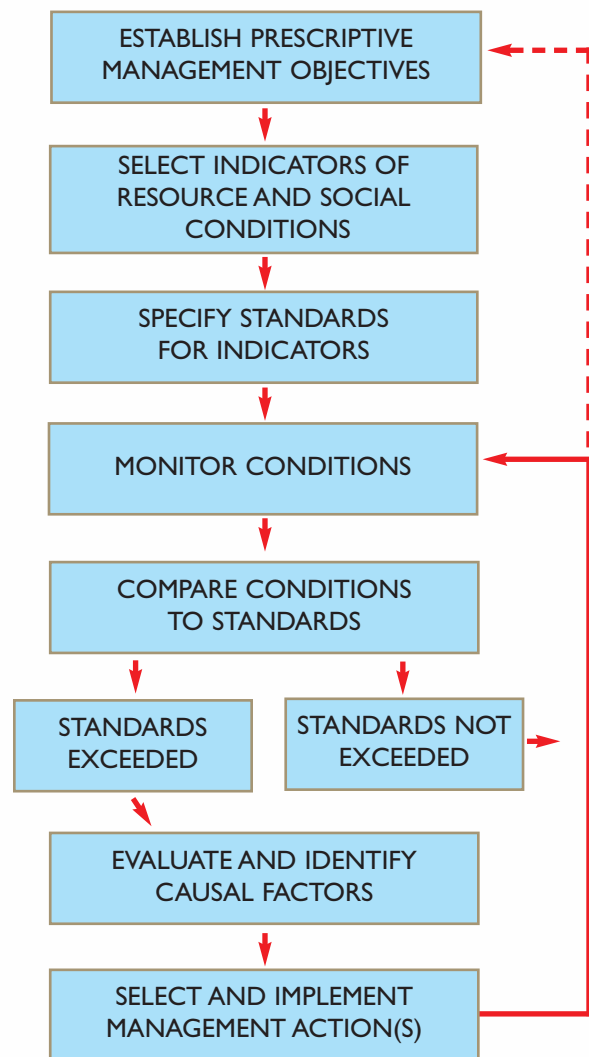 ESTABLISH PRESCRIPTIVE
MANAGEMENT OBJECTIVES
SELECT INDICATORS OF
RESOURCE AND SOCIAL
CONDITIONS
SPECIFY STANDARDS
FOR INDICATORS
MONITOR CONDITIONS
COMPARE CONDITIONS
TO STANDARDS
STANDARDS
EXCEEDED
STANDARDS NOT
EXCEEDED
EVALUATE AND IDENTIFY
CAUSAL FACTORS
SELECT AND IMPLEMENT
MANAGEMENT ACTION(S)